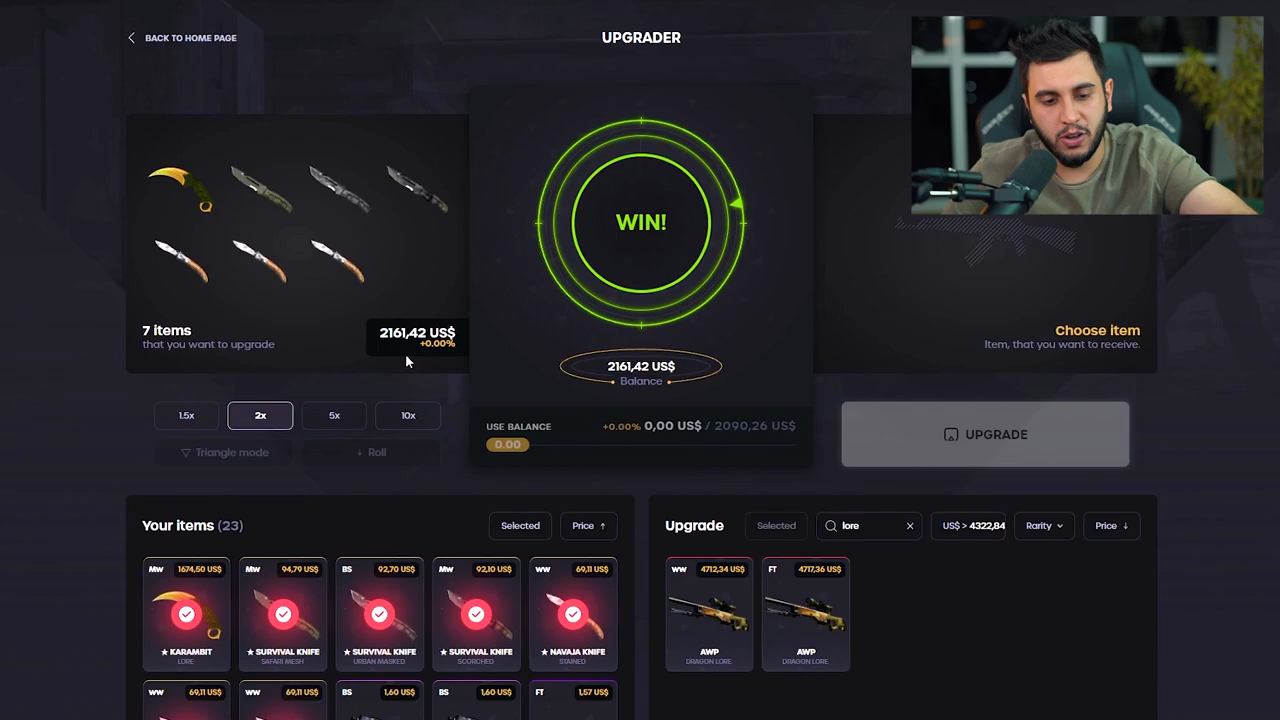 BACK TO HOME PAGE
UPGRADER
WIN!
7 items
that you want to upgrade
2161,42 US$
+0.00%
2161,42 US$
Balance
Choose item
Item, that you want to receive.
1.5x
2x
5x
10x
Triangle mode
Roll
USE BALANCE
+0.00% 0,00 US$ / 2090,26 US$
0.00
UPGRADE
Your items (23)
Selected
Price ↑
Upgrade
Selected
lore
US$ > 4322,84
Rarity
Price ↓
MW 1674,50 US$
★ KARAMBIT
LORE
MW 94,79 US$
★ SURVIVAL KNIFE
SAFARI MESH
BS 92,70 US$
★ SURVIVAL KNIFE
URBAN MASKED
MW 92,10 US$
★ SURVIVAL KNIFE
SCORCHED
WW 69,11 US$
★ NAVAJA KNIFE
STAINED
WW 4712,34 US$
AWP
DRAGON LORE
FT 4717,36 US$
AWP
DRAGON LORE
WW 69,11 US$
WW 69,11 US$
BS 1,60 US$
BS 1,60 US$
FT 1,57 US$